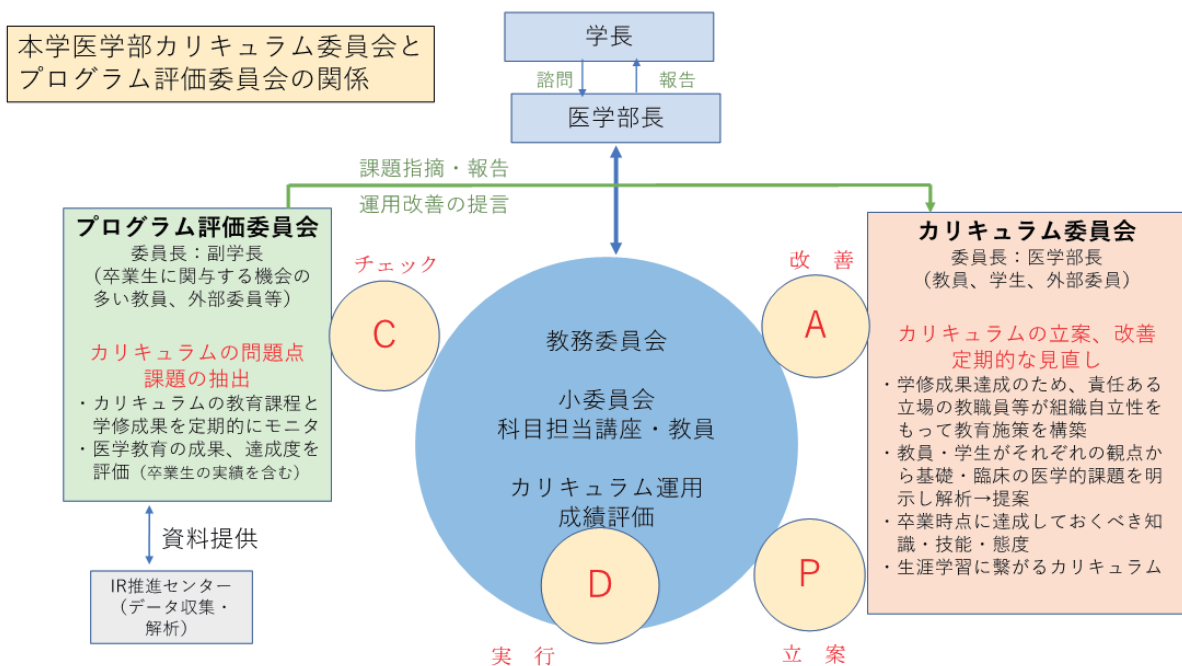 本学医学部カリキュラム委員会と
プログラム評価委員会の関係
学長
諮問
報告
医学部長
課題指摘・報告
運用改善の提言
プログラム評価委員会
委員長：副学長
(卒業生に関与する機会の
多い教員、外部委員等)
カリキュラムの問題点
課題の抽出
・カリキュラムの教育課程と
学修成果を定期的にモニタ
・医学教育の成果、達成度を
評価（卒業生の実績を含む）
資料提供
IR推進センター
（データ収集・
解析）
チェック
C
教務委員会
小委員会
科目担当講座・教員
カリキュラム運用
成績評価
D
実 行
改 善
A
P
立 案
カリキュラム委員会
委員長：医学部長
(教員、学生、外部委員)
カリキュラムの立案、改善
定期的な見直し
・学修成果達成のため、責任ある
立場の教職員等が組織自立性を
もって教育施策を構築
・教員・学生がそれぞれの観点か
ら基礎・臨床の医学的課題を明
示し解析→提案
・卒業時点に達成しておくべき知
識・技能・態度
・生涯学習に繋がるカリキュラム